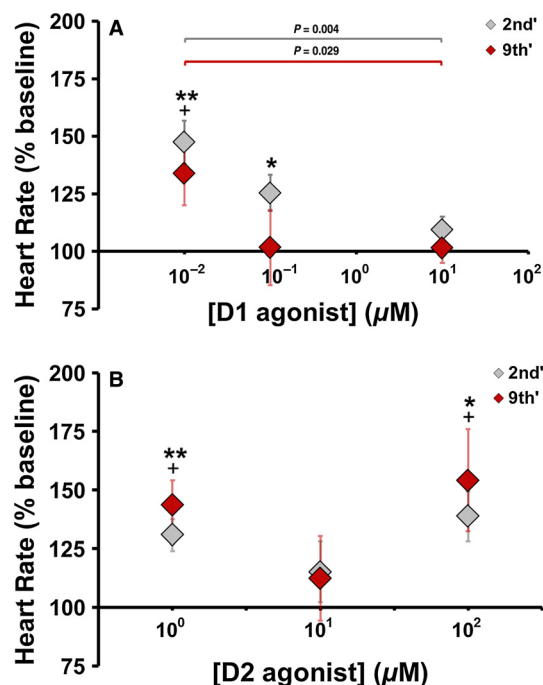 A
P = 0.004
P = 0.029
2nd'
9th'
Heart Rate (% baseline)
200
175
150
125
100
75
**
+
*
10⁻²
10⁻¹
10⁰
10¹
10²
[D1 agonist] (µM)
B
2nd'
9th'
Heart Rate (% baseline)
200
175
150
125
100
75
**
+
*
+
10⁰
10¹
10²
[D2 agonist] (µM)